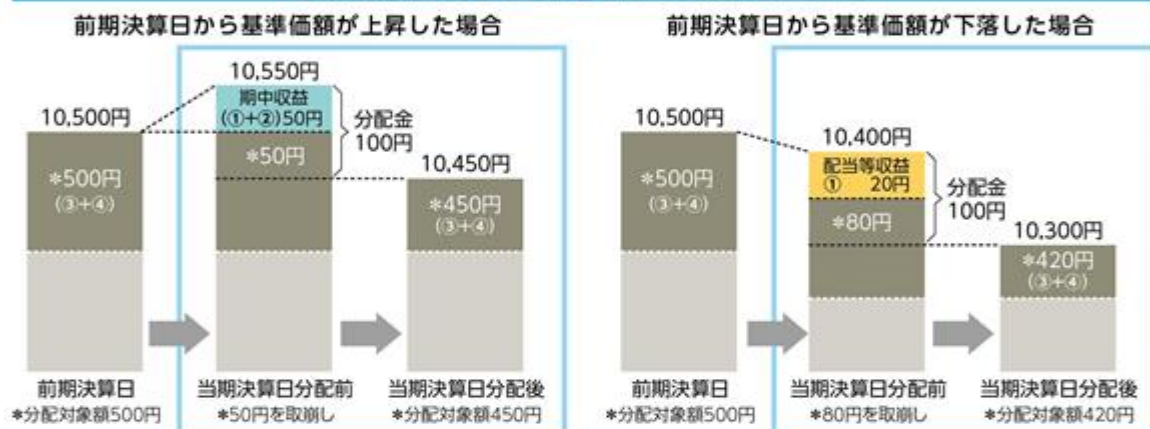 前期決算日から基準価額が上昇した場合
10,550円
期中収益
(①+②)50円
10,500円
分配金
100円
*50円
10,450円
*500円
(③+④)
*450円
(③+④)
前期決算日
*分配対象額500円
当期決算日分配前
*50円を取崩し
当期決算日分配後
*分配対象額450円
前期決算日から基準価額が下落した場合
10,500円
10,400円
配当等収益
① 20円
*500円
(③+④)
分配金
100円
*80円
10,300円
*420円
(③+④)
前期決算日
*分配対象額500円
当期決算日分配前
*80円を取崩し
当期決算日分配後
*分配対象額420円